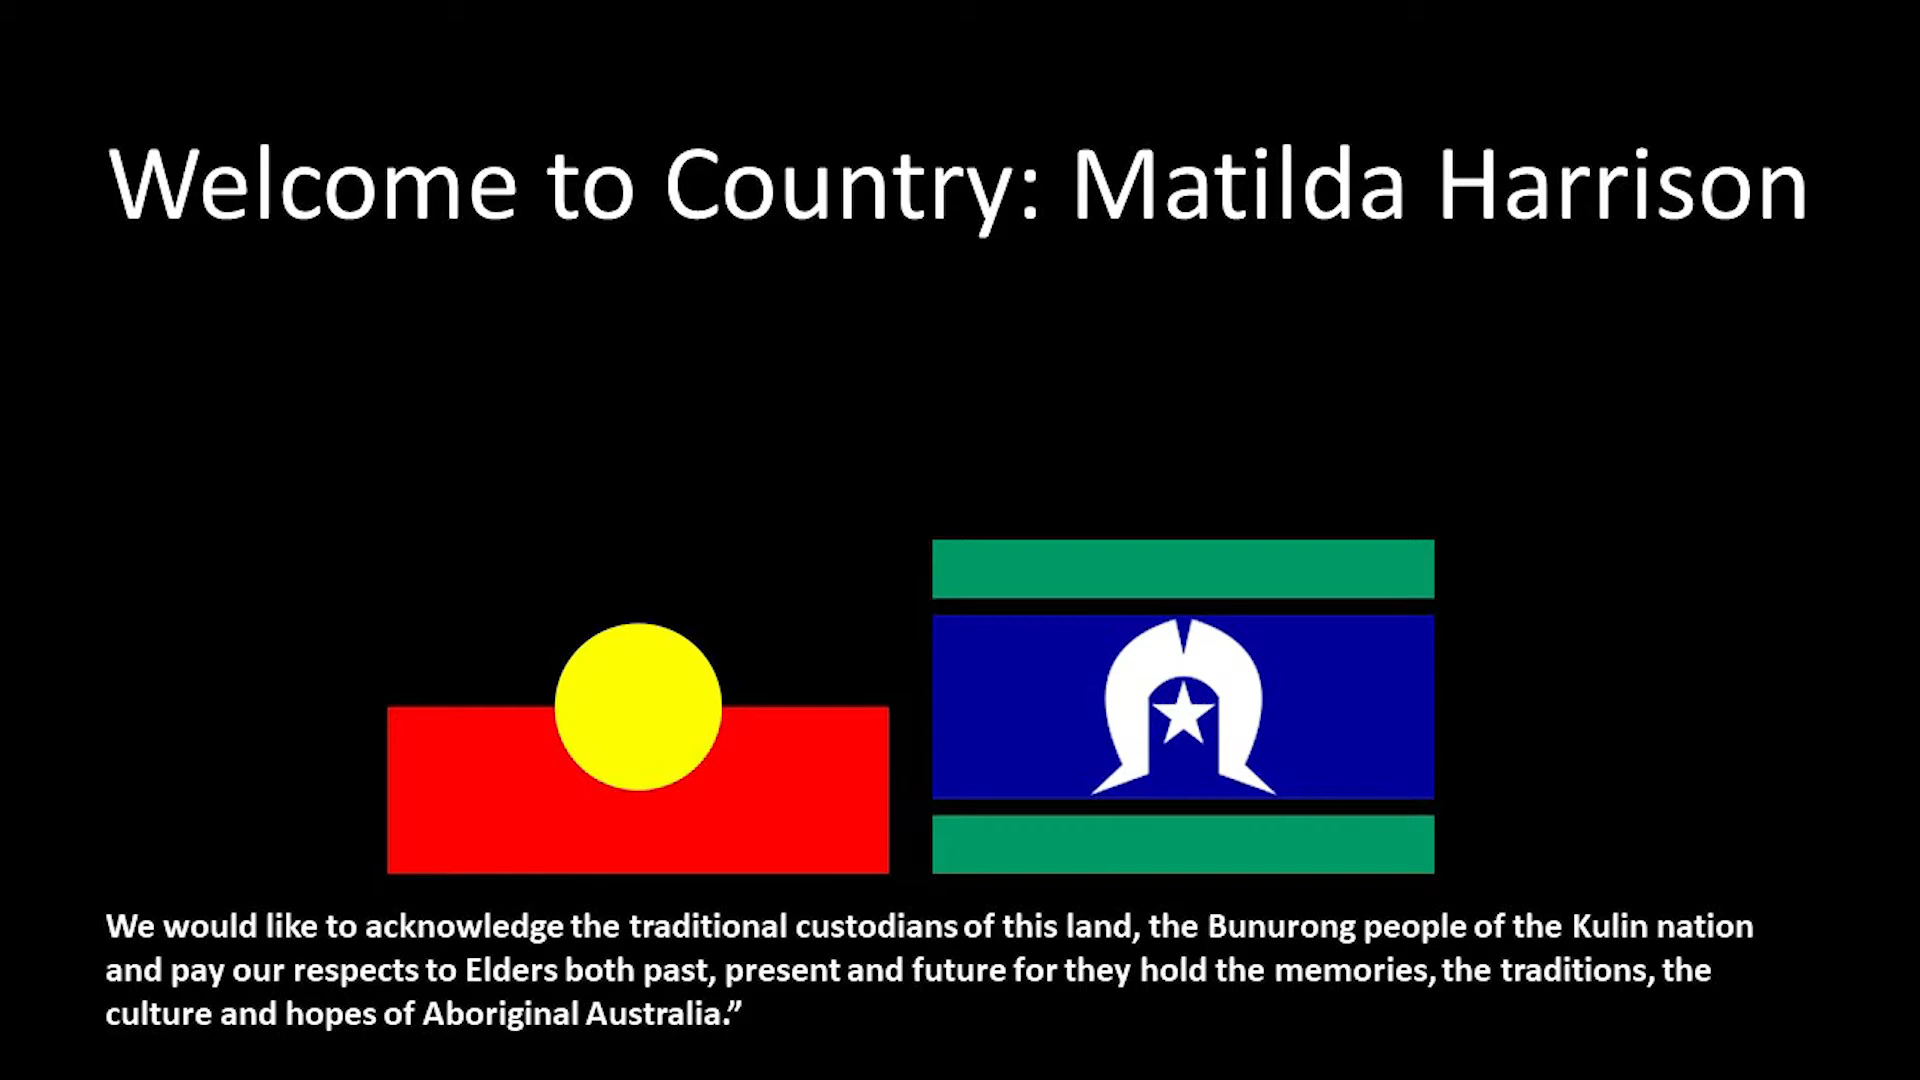 Welcome to Country: Matilda Harrison
We would like to acknowledge the traditional custodians of this land, the Bunurong people of the Kulin nation
and pay our respects to Elders both past, present and future for they hold the memories, the traditions, the
culture and hopes of Aboriginal Australia.”